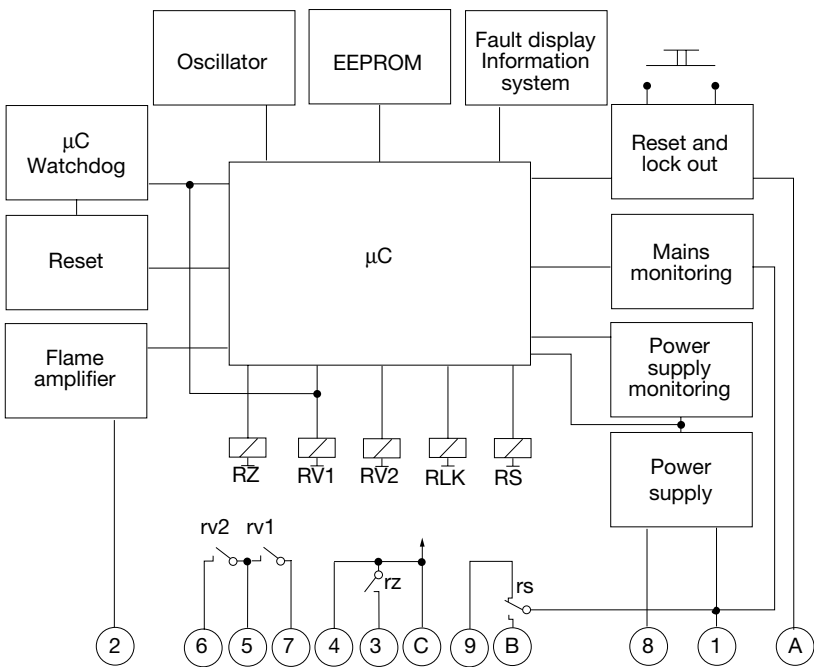 Oscillator
EEPROM
Fault display
Information
system
μC
Watchdog
Reset and
lock out
Reset
μC
Mains
monitoring
Flame
amplifier
Power
supply
monitoring
Power
supply
RZ
RV1
RV2
RLK
RS
rv2
rv1
rz
rs
2
6
5
7
4
3
C
9
B
8
1
A